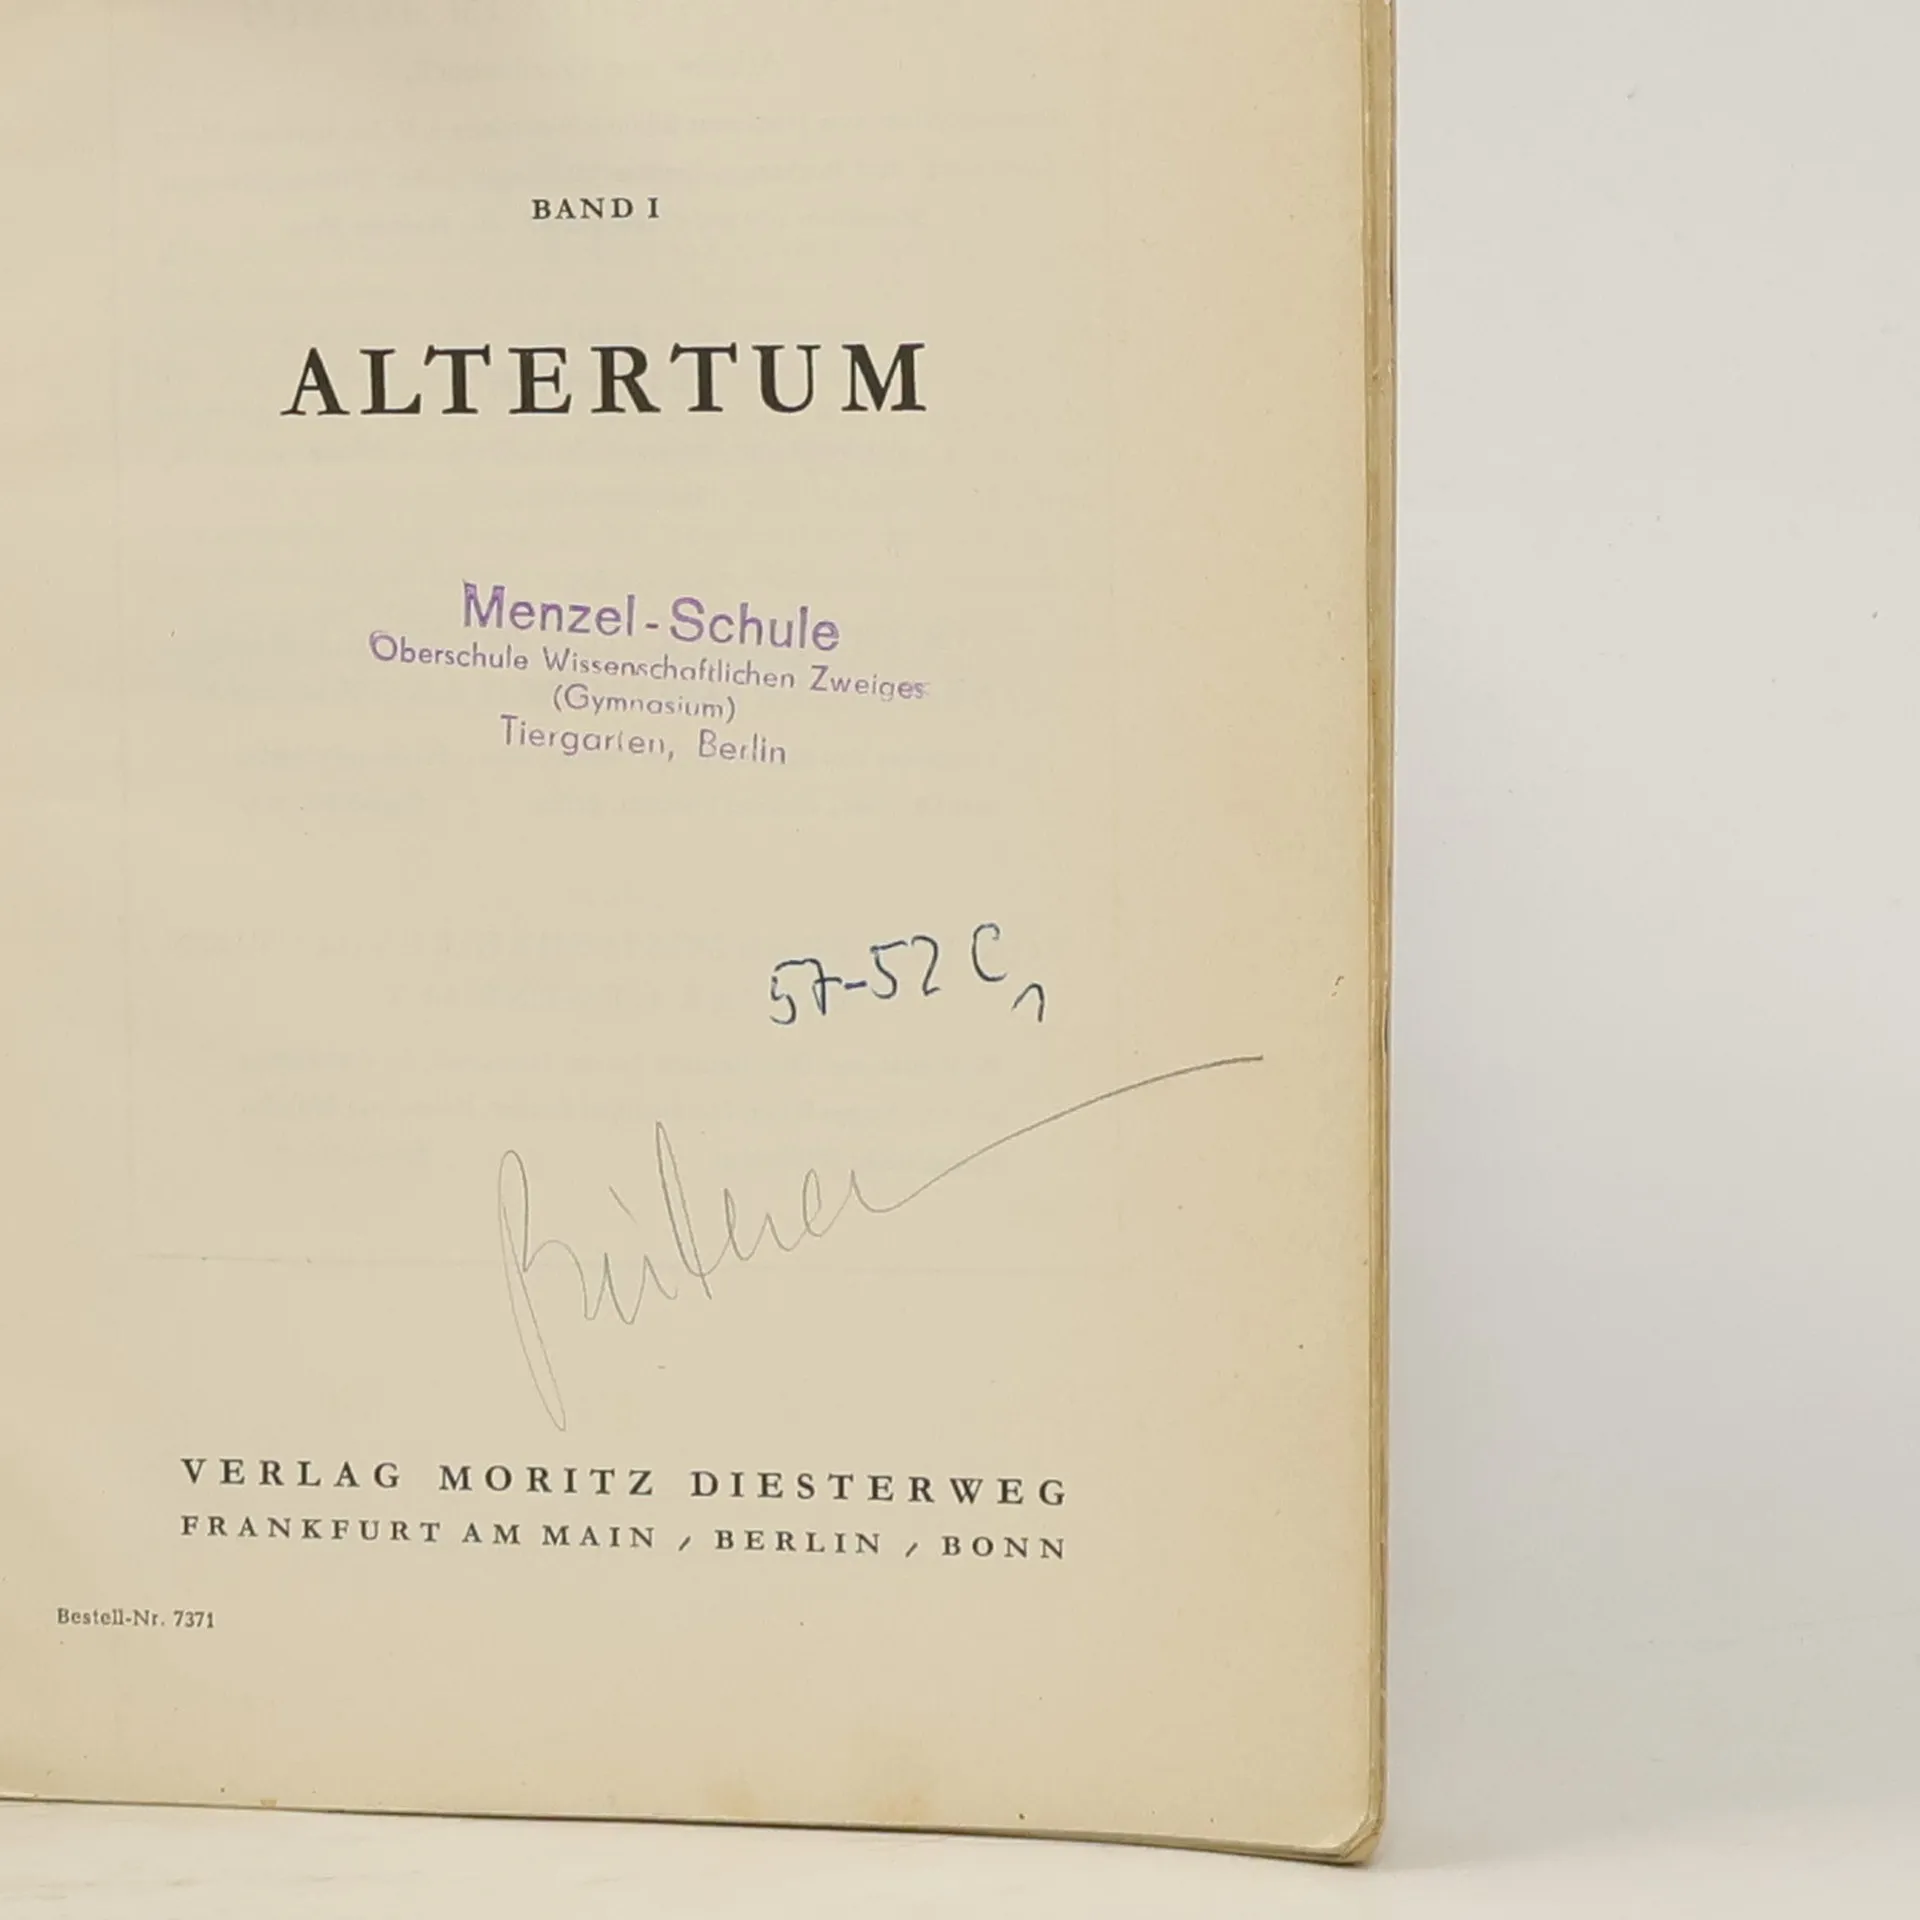 BAND I
ALTERTUM
Menzel-Schule
Oberschule Wissenschaftlichen Zweiges
(Gymnasium)
Tiergarten, Berlin
57-52 C1
VERLAG MORITZ DIESTERWEG
FRANKFURT AM MAIN / BERLIN / BONN
Bestell-Nr. 7371